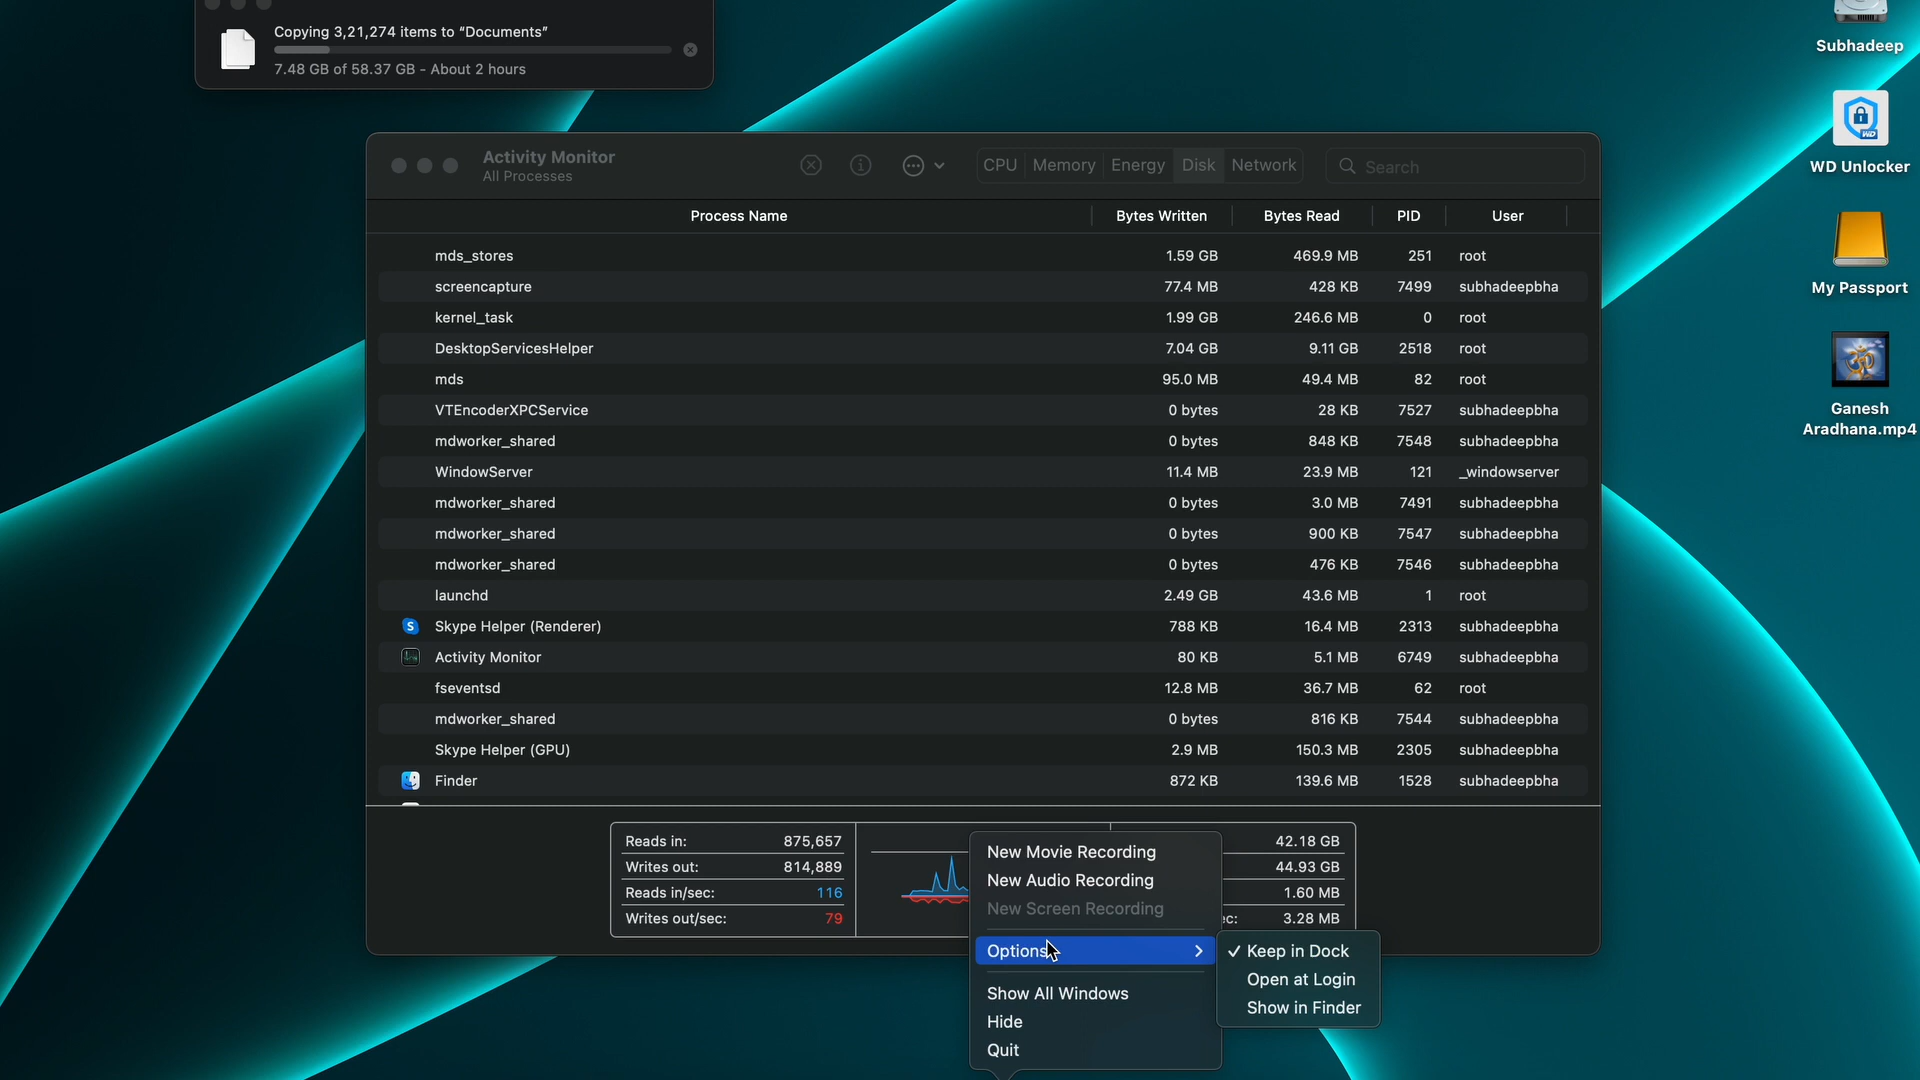 Copying 3,21,274 items to “Documents”
7.48 GB of 58.37 GB - About 2 hours
Subhadeep
WD
WD Unlocker
My Passport
Ganesh
Aradhana.mp4
Activity Monitor
All Processes
CPU Memory Energy Disk Network
Search
Process Name Bytes Written Bytes Read PID User
mds_stores 1.59 GB 469.9 MB 251 root
screencapture 77.4 MB 428 KB 7499 subhadeepbha
kernel_task 1.99 GB 246.6 MB 0 root
DesktopServicesHelper 7.04 GB 9.11 GB 2518 root
mds 95.0 MB 49.4 MB 82 root
VTEncoderXPCService 0 bytes 28 KB 7527 subhadeepbha
mdworker_shared 0 bytes 848 KB 7548 subhadeepbha
WindowServer 11.4 MB 23.9 MB 121 _windowserver
mdworker_shared 0 bytes 3.0 MB 7491 subhadeepbha
mdworker_shared 0 bytes 900 KB 7547 subhadeepbha
mdworker_shared 0 bytes 476 KB 7546 subhadeepbha
launchd 2.49 GB 43.6 MB 1 root
S Skype Helper (Renderer) 788 KB 16.4 MB 2313 subhadeepbha
Activity Monitor 80 KB 5.1 MB 6749 subhadeepbha
fseventsd 12.8 MB 36.7 MB 62 root
mdworker_shared 0 bytes 816 KB 7544 subhadeepbha
Skype Helper (GPU) 2.9 MB 150.3 MB 2305 subhadeepbha
Finder 872 KB 139.6 MB 1528 subhadeepbha
Reads in: 875,657
Writes out: 814,889
Reads in/sec: 116
Writes out/sec: 79
42.18 GB
44.93 GB
1.60 MB
ec: 3.28 MB
New Movie Recording
New Audio Recording
New Screen Recording
Options
Show All Windows
Hide
Quit
Keep in Dock
Open at Login
Show in Finder